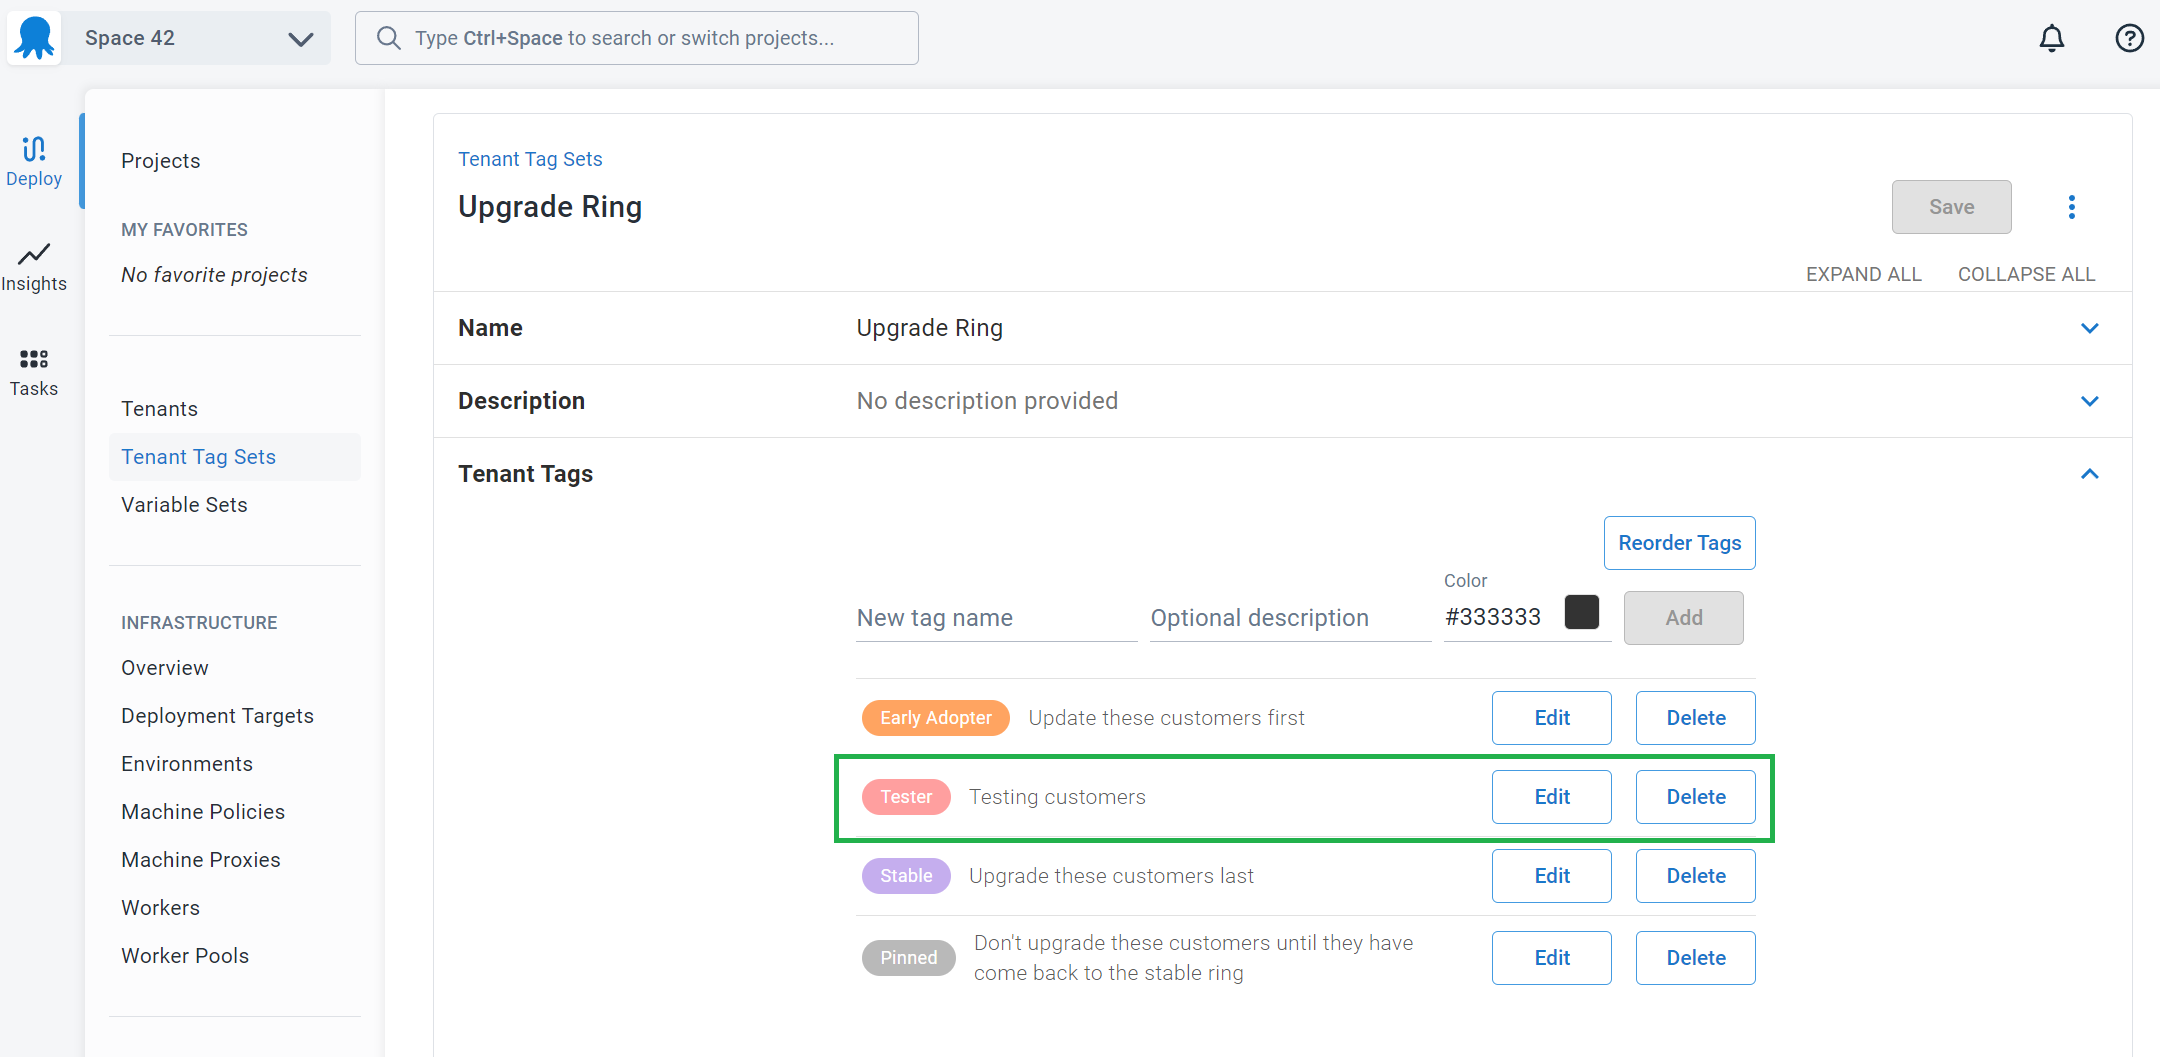 Space 42
Type Ctrl+Space to search or switch projects...
Deploy
Insights
Tasks
Projects
MY FAVORITES
No favorite projects
Tenants
Tenant Tag Sets
Variable Sets
INFRASTRUCTURE
Overview
Deployment Targets
Environments
Machine Policies
Machine Proxies
Workers
Worker Pools
Tenant Tag Sets
Upgrade Ring
Save
EXPAND ALL COLLAPSE ALL
Name Upgrade Ring
Description No description provided
Tenant Tags
Reorder Tags
Color
New tag name Optional description #333333 Add
Early Adopter Update these customers first Edit Delete
Tester Testing customers Edit Delete
Stable Upgrade these customers last Edit Delete
Pinned Don't upgrade these customers until they have
come back to the stable ring Edit Delete